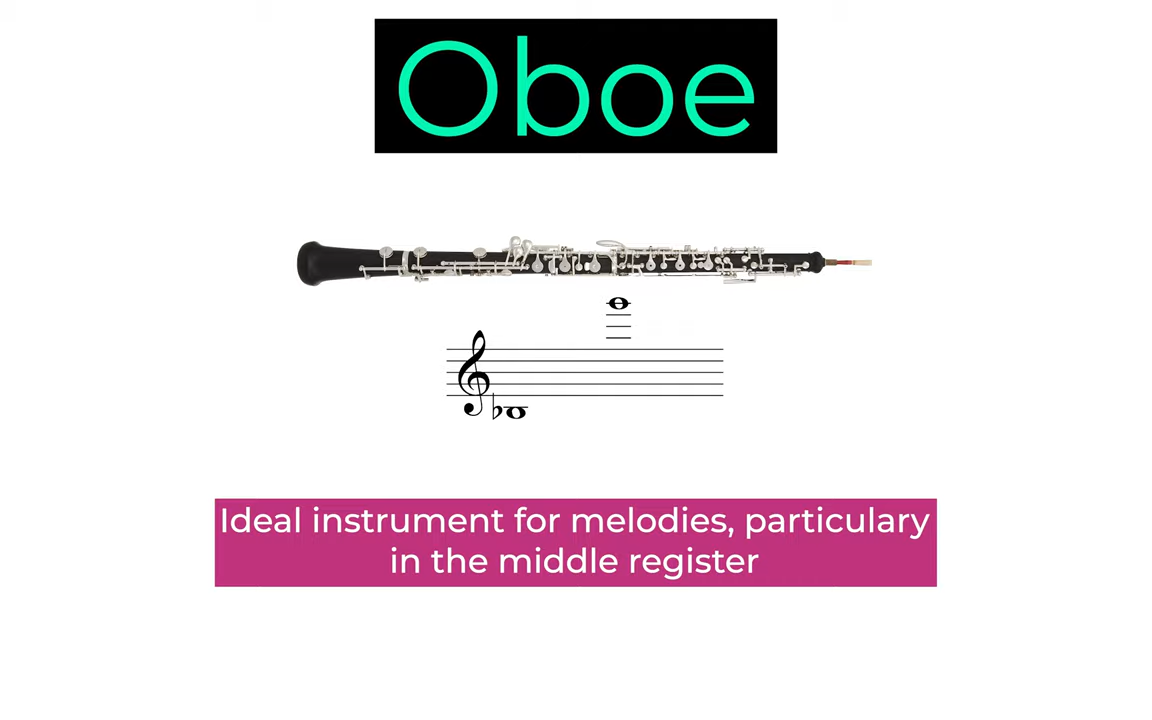 Oboe
Ideal instrument for melodies, particulary
in the middle register